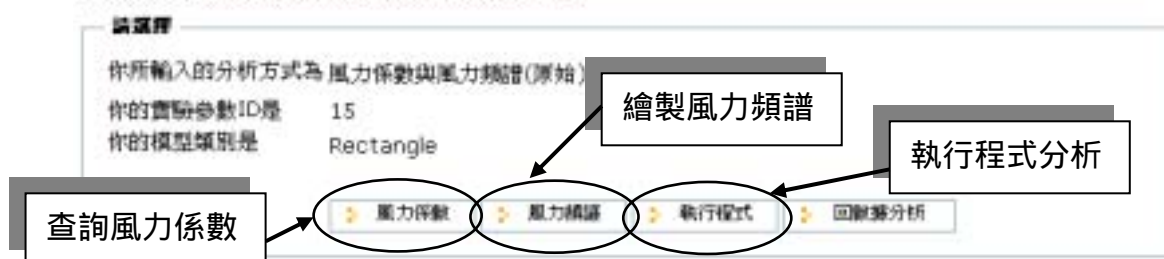 請選擇
你所輸入的分析方式為 風力係數與風力頻譜(原始)
你的實驗參數ID是 15
你的模型類別是 Rectangle
繪製風力頻譜
執行程式分析
查詢風力係數
風力係數 風力頻譜 執行程式 回數據分析